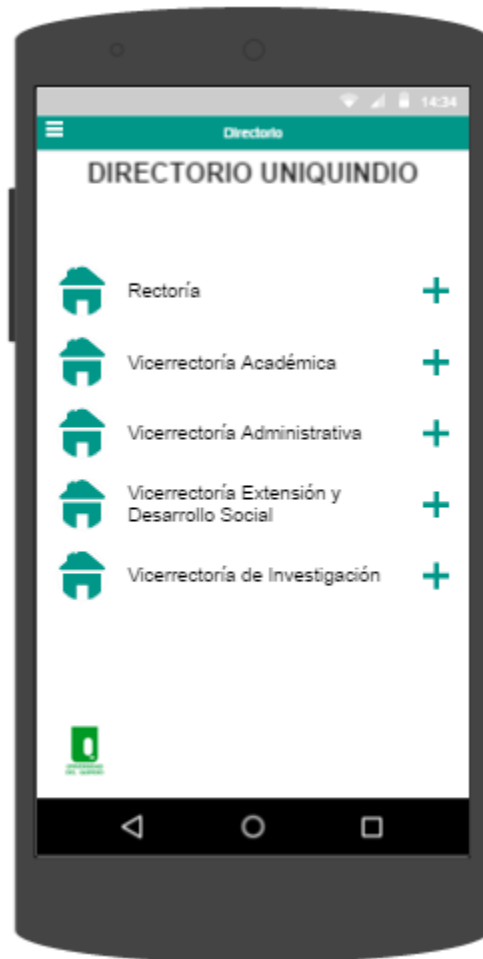 14:34
Directorio
DIRECTORIO UNIQUINDIO
Rectoría
Vicerrectoría Académica
Vicerrectoría Administrativa
Vicerrectoría Extensión y
Desarrollo Social
Vicerrectoría de Investigación